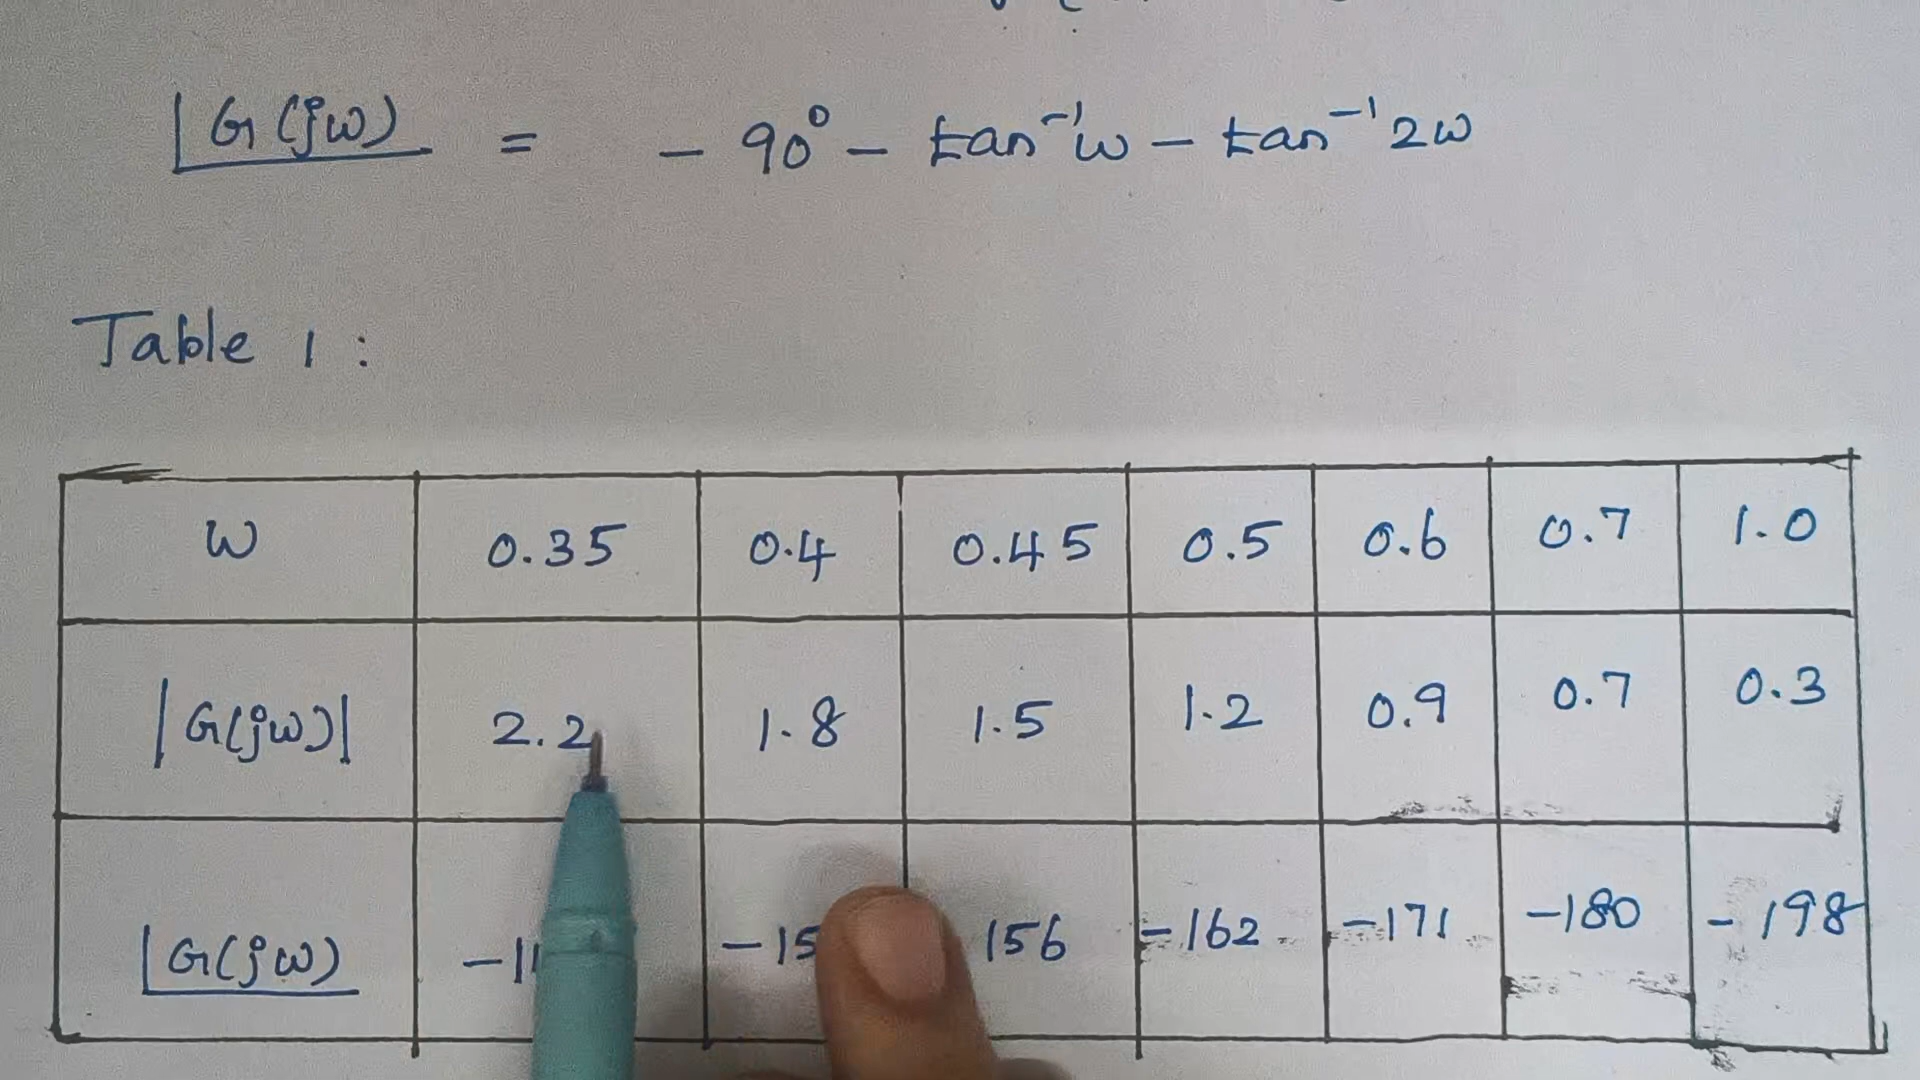 |G(jω) = - 90° - tan⁻¹ω - tan⁻¹2ω
Table 1 :
ω 0.35 0.4 0.45 0.5 0.6 0.7 1.0
|G(jω)| 2.2 1.8 1.5 1.2 0.9 0.7 0.3
|G(jω) 156 -162 -171 -180 -198